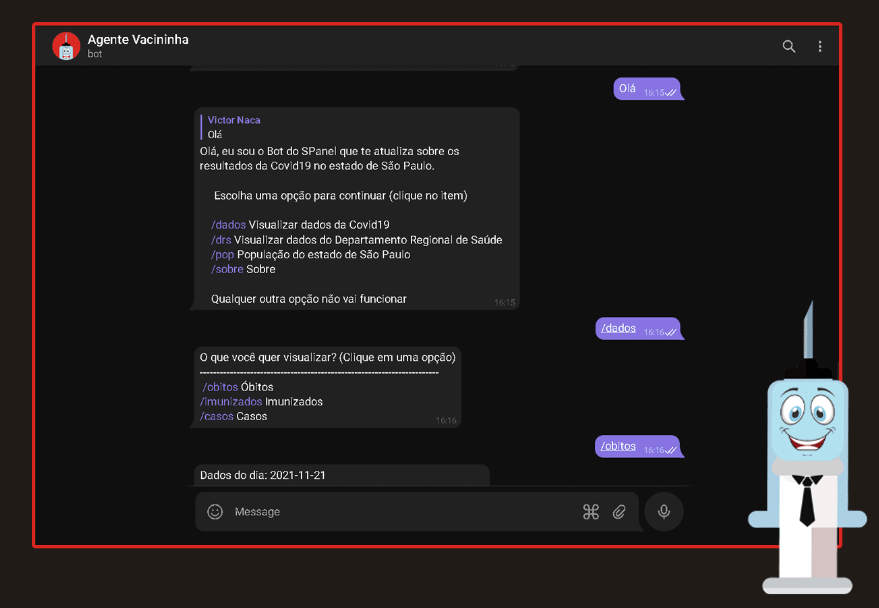 Agente Vacininha
bot
Olá
16:15
Victor Naca
Olá
Olá, eu sou o Bot do SPanel que te atualiza sobre os
resultados da Covid19 no estado de São Paulo.
Escolha uma opção para continuar (clique no item)
/dados Visualizar dados da Covid19
/drs Visualizar dados do Departamento Regional de Saúde
/pop População do estado de São Paulo
/sobre Sobre
Qualquer outra opção não vai funcionar
16:15
/dados 16:16
O que você quer visualizar? (Clique em uma opção)
------------------------------------------------------------------------
/obitos Óbitos
/imunizados Imunizados
/casos Casos
16:16
/obitos 16:16
Dados do dia: 2021-11-21
Message